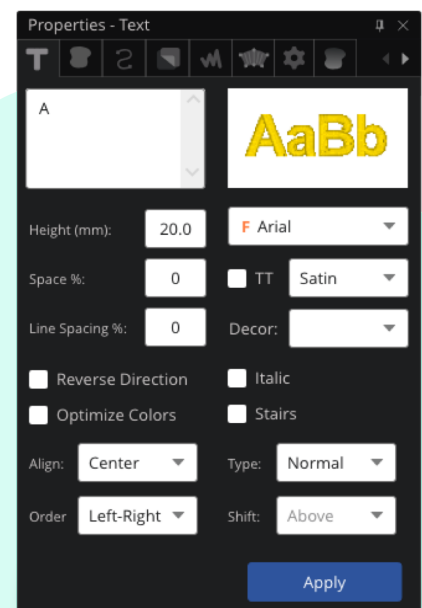 Properties - Text
T
A
AaBb
Height (mm): 20.0
F Arial
Space %: 0
TT Satin
Line Spacing %: 0
Decor:
Reverse Direction
Italic
Optimize Colors
Stairs
Align: Center
Type: Normal
Order Left-Right
Shift: Above
Apply